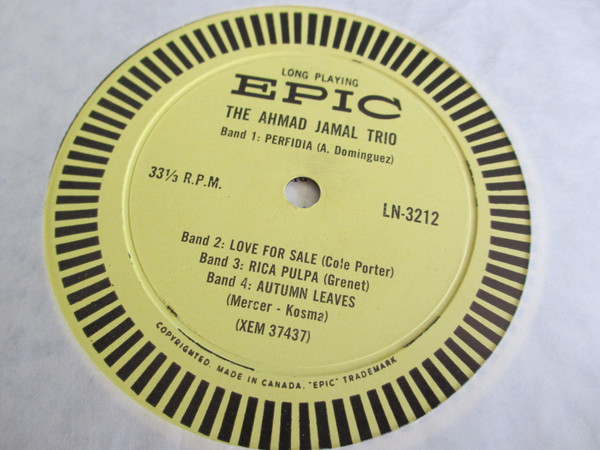 LONG PLAYING
EPIC
THE AHMAD JAMAL TRIO
Band 1: PERFIDIA (A. Dominguez)
33⅓ R.P.M.
LN-3212
Band 2: LOVE FOR SALE (Cole Porter)
Band 3: RICA PULPA (Grenet)
Band 4: AUTUMN LEAVES
(Mercer - Kosma)
(XEM 37437)
COPYRIGHTED. MADE IN CANADA. "EPIC" TRADEMARK